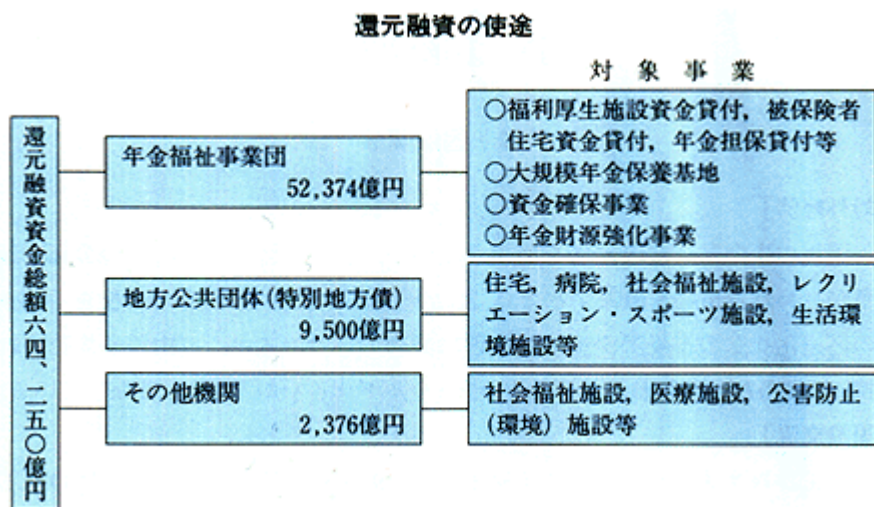 還元融資の使途
対象事業
還元融資資金総額六四、二五〇億円
年金福祉事業団
52,374億円
○福利厚生施設資金貸付，被保険者
住宅資金貸付，年金担保貸付等
○大規模年金保養基地
○資金確保事業
○年金財源強化事業
地方公共団体(特別地方債)
9,500億円
住宅，病院，社会福祉施設，レクリ
エーション・スポーツ施設，生活環
境施設等
その他機関
2,376億円
社会福祉施設，医療施設，公害防止
(環境）施設等